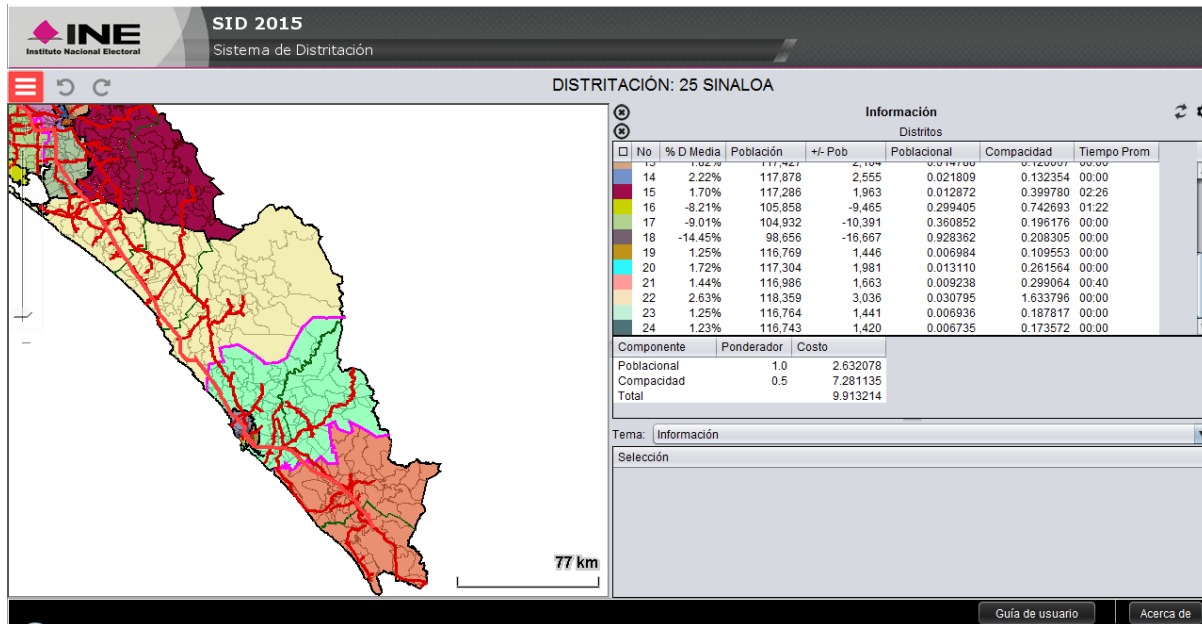 INE
Instituto Nacional Electoral
SID 2015
Sistema de Distritación
DISTRITACIÓN: 25 SINALOA
Información
Distritos
No % D Media Población +/- Pob Poblacional Compacidad Tiempo Prom
14 2.22% 117,878 2,555 0.021809 0.132354 00:00
15 1.70% 117,286 1,963 0.012872 0.399780 02:26
16 -8.21% 105,858 -9,465 0.299405 0.742693 01:22
17 -9.01% 104,932 -10,391 0.360852 0.196176 00:00
18 -14.45% 98,656 -16,667 0.928362 0.208305 00:00
19 1.25% 116,769 1,446 0.006984 0.109553 00:00
20 1.72% 117,304 1,981 0.013110 0.261564 00:00
21 1.44% 116,986 1,663 0.009238 0.299064 00:40
22 2.63% 118,359 3,036 0.030795 1.633796 00:00
23 1.25% 116,764 1,441 0.006936 0.187817 00:00
24 1.23% 116,743 1,420 0.006735 0.173572 00:00
Componente Ponderador Costo
Poblacional 1.0 2.632078
Compacidad 0.5 7.281135
Total 9.913214
Tema: Información
Selección
77 km
Guía de usuario Acerca de